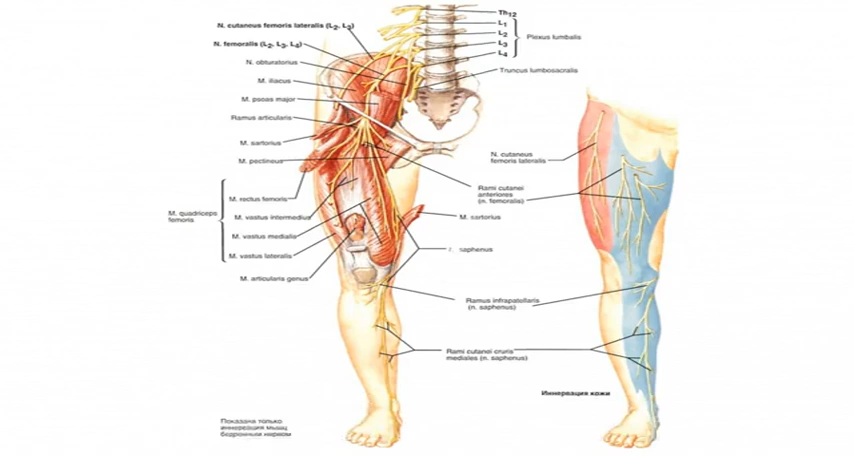 N. cutaneus femoris lateralis (L2, L3)
N. femoralis (L2, L3, L4)
N. obturatorius
M. iliacus
M. psoas major
Ramus articularis
M. sartorius
M. pectineus
M. quadriceps
femoris
M. rectus femoris
M. vastus intermedius
M. vastus medialis
M. vastus lateralis
M. articularis genus
Th12
L1
L2
L3
L4
Plexus lumbalis
Truncus lumbosacralis
N. cutaneus
femoris lateralis
Rami cutanei
anteriores
(n. femoralis)
M. sartorius
saphenus
Ramus infrapatellaris
(n. saphenus)
Rami cutanei cruris
mediales (n. saphenus)
Иннервация кожи
Показана только
иннервация мышц
бедренным нервом